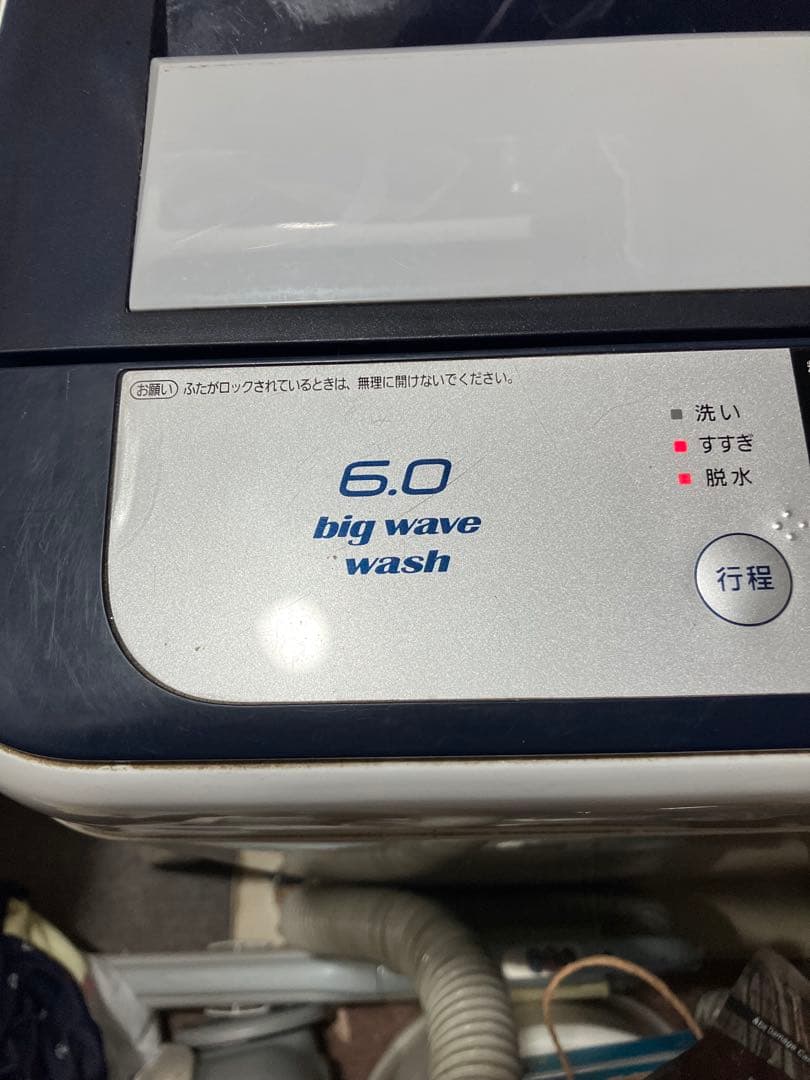 お願い ふたがロックされているときは、無理に開けないでください。
洗い
すすぎ
脱水
6.0
big wave
wash
行程